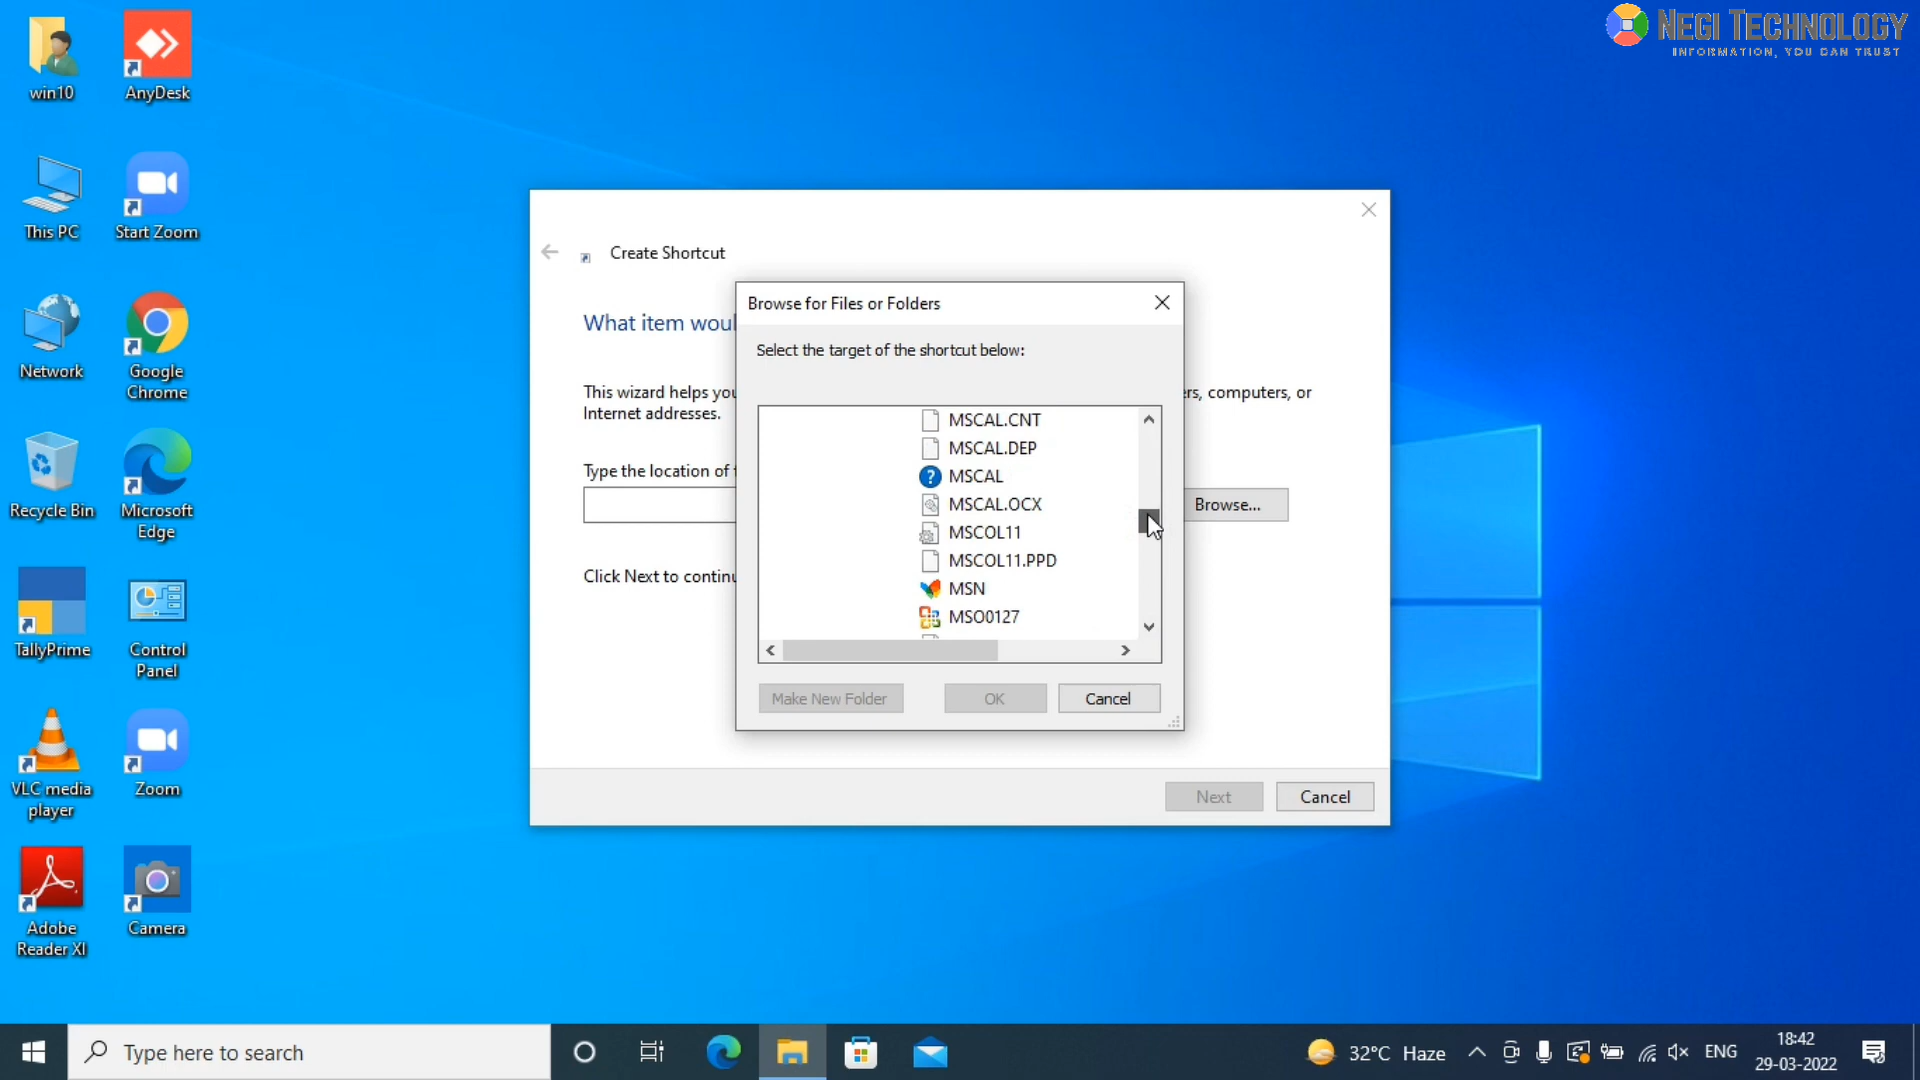 NEGI TECHNOLOGY
INFORMATION, YOU CAN TRUST
win10
AnyDesk
This PC
Start Zoom
Network
Google
Chrome
Recycle Bin
Microsoft
Edge
TallyPrime
Control
Panel
VLC media
player
Zoom
Adobe
Reader XI
Camera
Create Shortcut
What item woul
This wizard helps you
ers, computers, or
Internet addresses.
Type the location of t
Browse...
Click Next to continu
Next
Cancel
Browse for Files or Folders
Select the target of the shortcut below:
MSCAL.CNT
MSCAL.DEP
MSCAL
MSCAL.OCX
MSCOL11
MSCOL11.PPD
MSN
MSO0127
Make New Folder
OK
Cancel
Type here to search
32°C Haze
ENG
18:42
29-03-2022